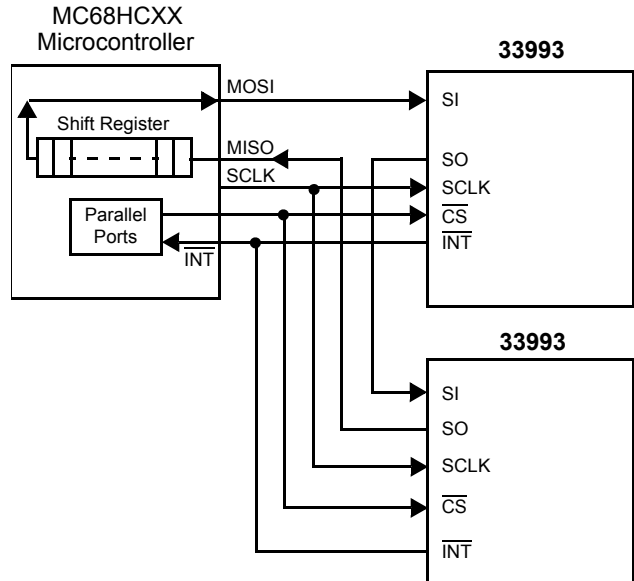 MC68HCXX
Microcontroller
33993
MOSI
SI
Shift Register
MISO
SO
SCLK
SCLK
Parallel
Ports
CS
INT
INT
33993
SI
SO
SCLK
CS
INT